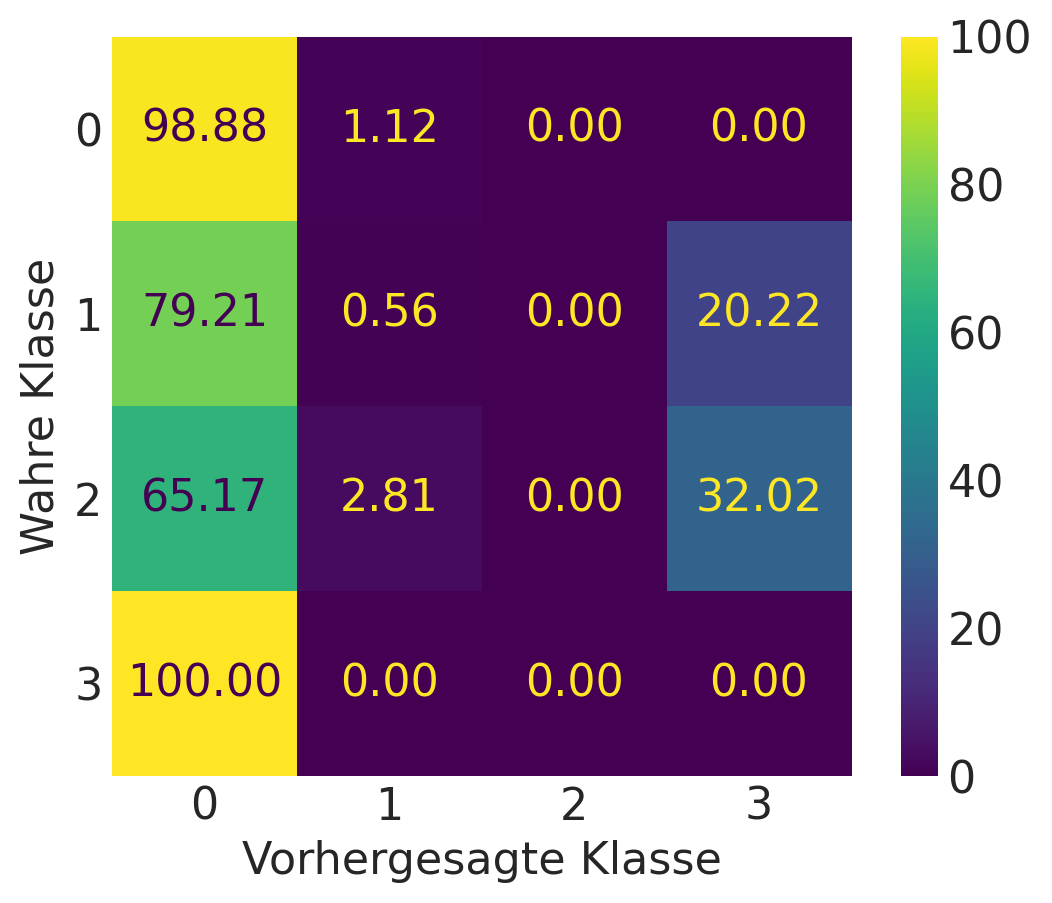 0 98.88 1.12 0.00 0.00
1 79.21 0.56 0.00 20.22
2 65.17 2.81 0.00 32.02
3 100.00 0.00 0.00 0.00
0 1 2 3
Vorhergesagte Klasse
Wahre Klasse
100
80
60
40
20
0